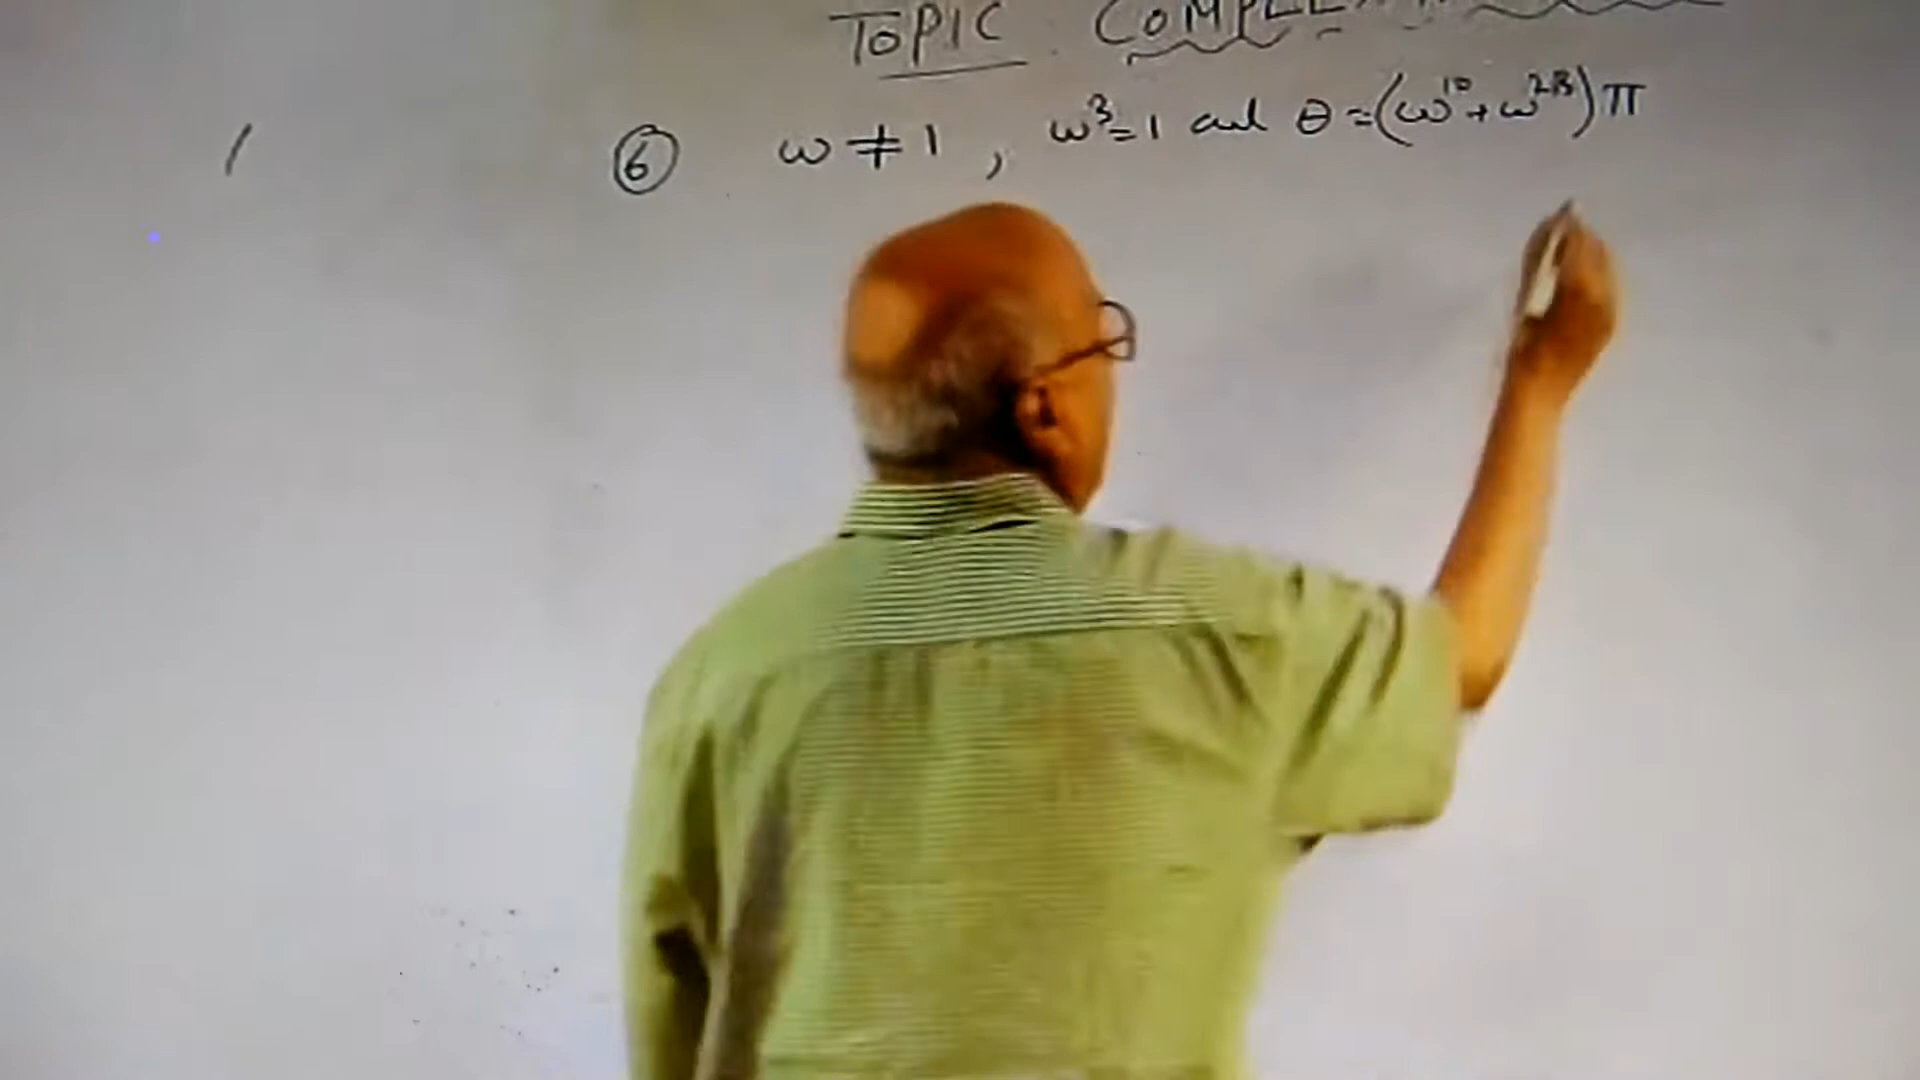 TOPIC
⑥ ω ≠ 1 , ω³ = 1 and θ = (ω¹⁰ + ω²³) π